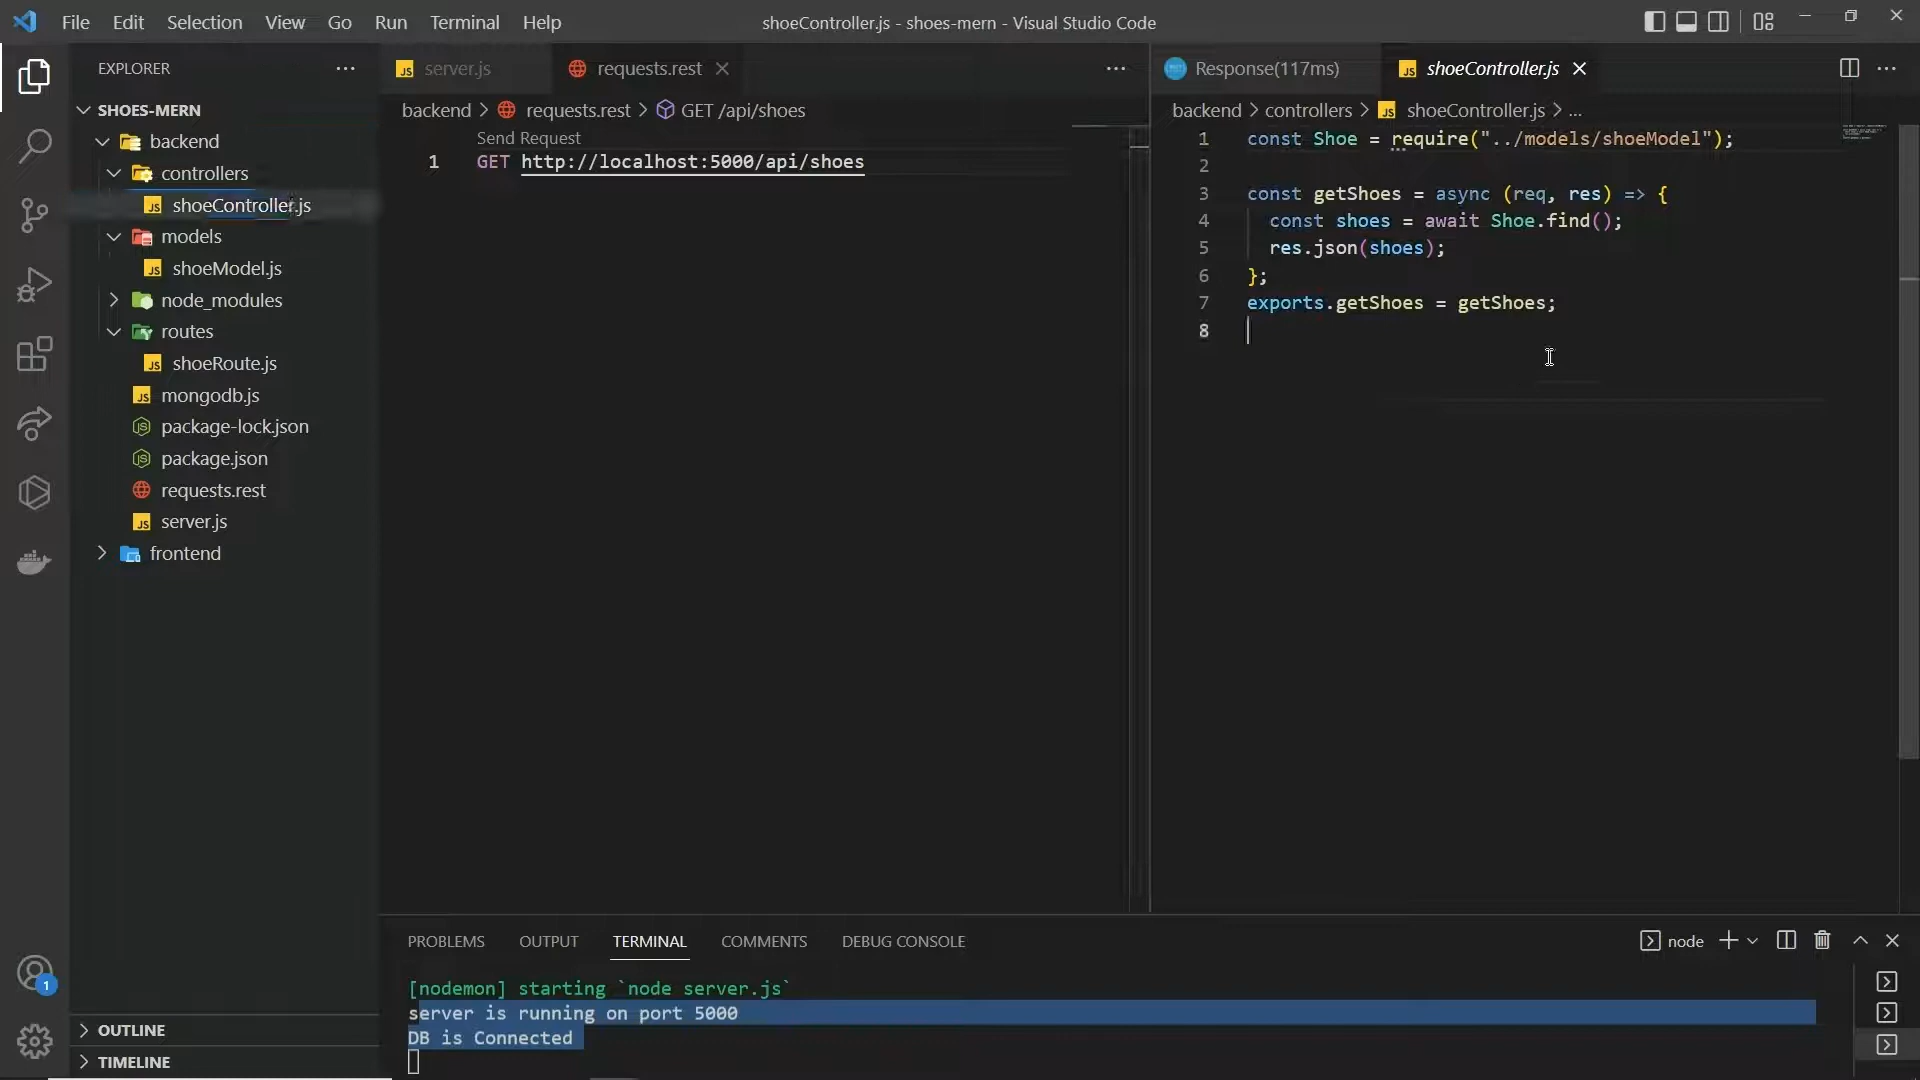 File Edit Selection View Go Run Terminal Help
shoeController.js - shoes-mern - Visual Studio Code
EXPLORER
SHOES-MERN
backend
controllers
shoeController.js
models
shoeModel.js
node_modules
routes
shoeRoute.js
mongodb.js
package-lock.json
package.json
requests.rest
server.js
frontend
OUTLINE
TIMELINE
1
server.js
requests.rest
backend > requests.rest > GET /api/shoes
Send Request
1 GET http://localhost:5000/api/shoes
Response(117ms)
shoeController.js
backend > controllers > shoeController.js > ...
1 const Shoe = require("../models/shoeModel");
2
3 const getShoes = async (req, res) => {
4 const shoes = await Shoe.find();
5 res.json(shoes);
6 };
7 exports.getShoes = getShoes;
8
PROBLEMS OUTPUT TERMINAL COMMENTS DEBUG CONSOLE
node
[nodemon] starting `node server.js`
server is running on port 5000
DB is Connected